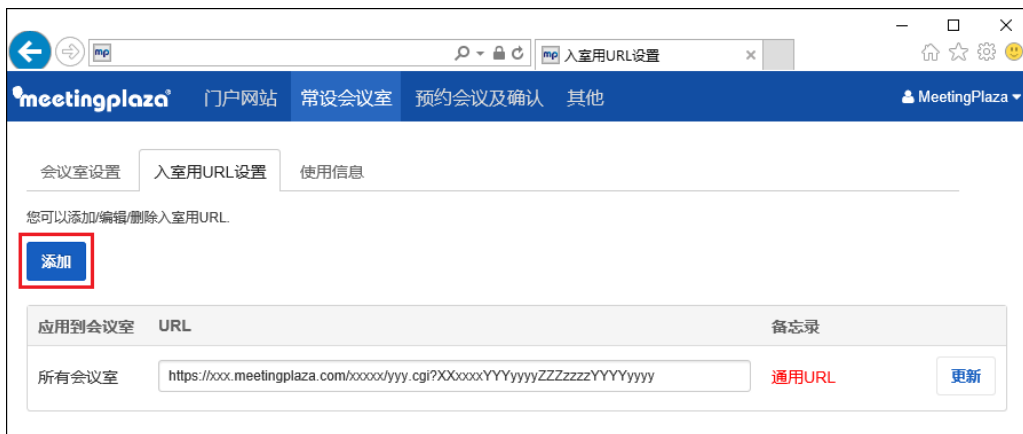 mp
mp 入室用URL设置
meetingplaza 门户网站 常设会议室 预约会议及确认 其他 MeetingPlaza
会议室设置 入室用URL设置 使用信息
您可以添加/编辑/删除入室用URL.
添加
应用到会议室 URL 备忘录
所有会议室 https://xxx.meetingplaza.com/xxxxx/yyy.cgi?XXxxxxYYYyyyyZZZzzzzYYYYyyyy 通用URL 更新